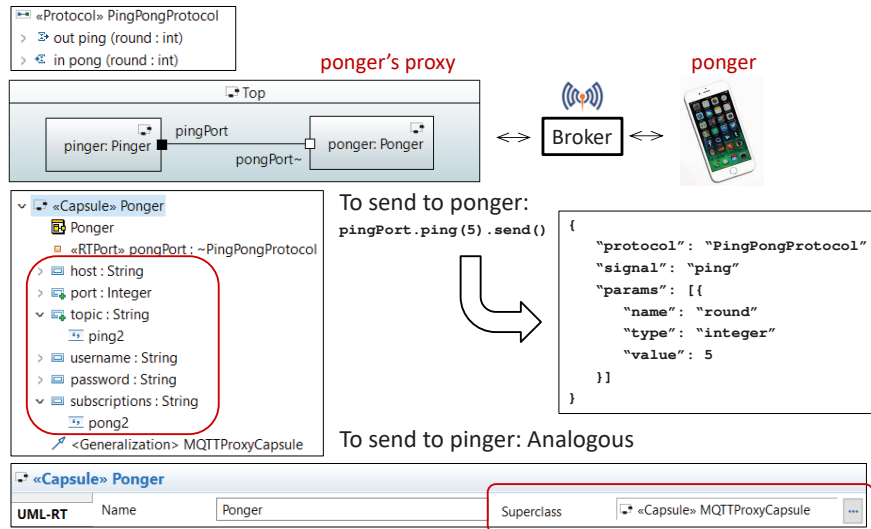 «Protocol» PingPongProtocol
out ping (round : int)
in pong (round : int)
ponger's proxy
ponger
Top
pinger: Pinger
pingPort
pongPort~
ponger: Ponger
Broker
«Capsule» Ponger
Ponger
«RTPort» pongPort : ~PingPongProtocol
host : String
port : Integer
topic : String
ping2
username : String
password : String
subscriptions : String
pong2
<Generalization> MQTTProxyCapsule
To send to ponger:
pingPort.ping(5).send()
{
"protocol": "PingPongProtocol"
"signal": "ping"
"params": [{
"name": "round"
"type": "integer"
"value": 5
}]
}
To send to pinger: Analogous
«Capsule» Ponger
UML-RT
Name
Ponger
Superclass
«Capsule» MQTTProxyCapsule
...